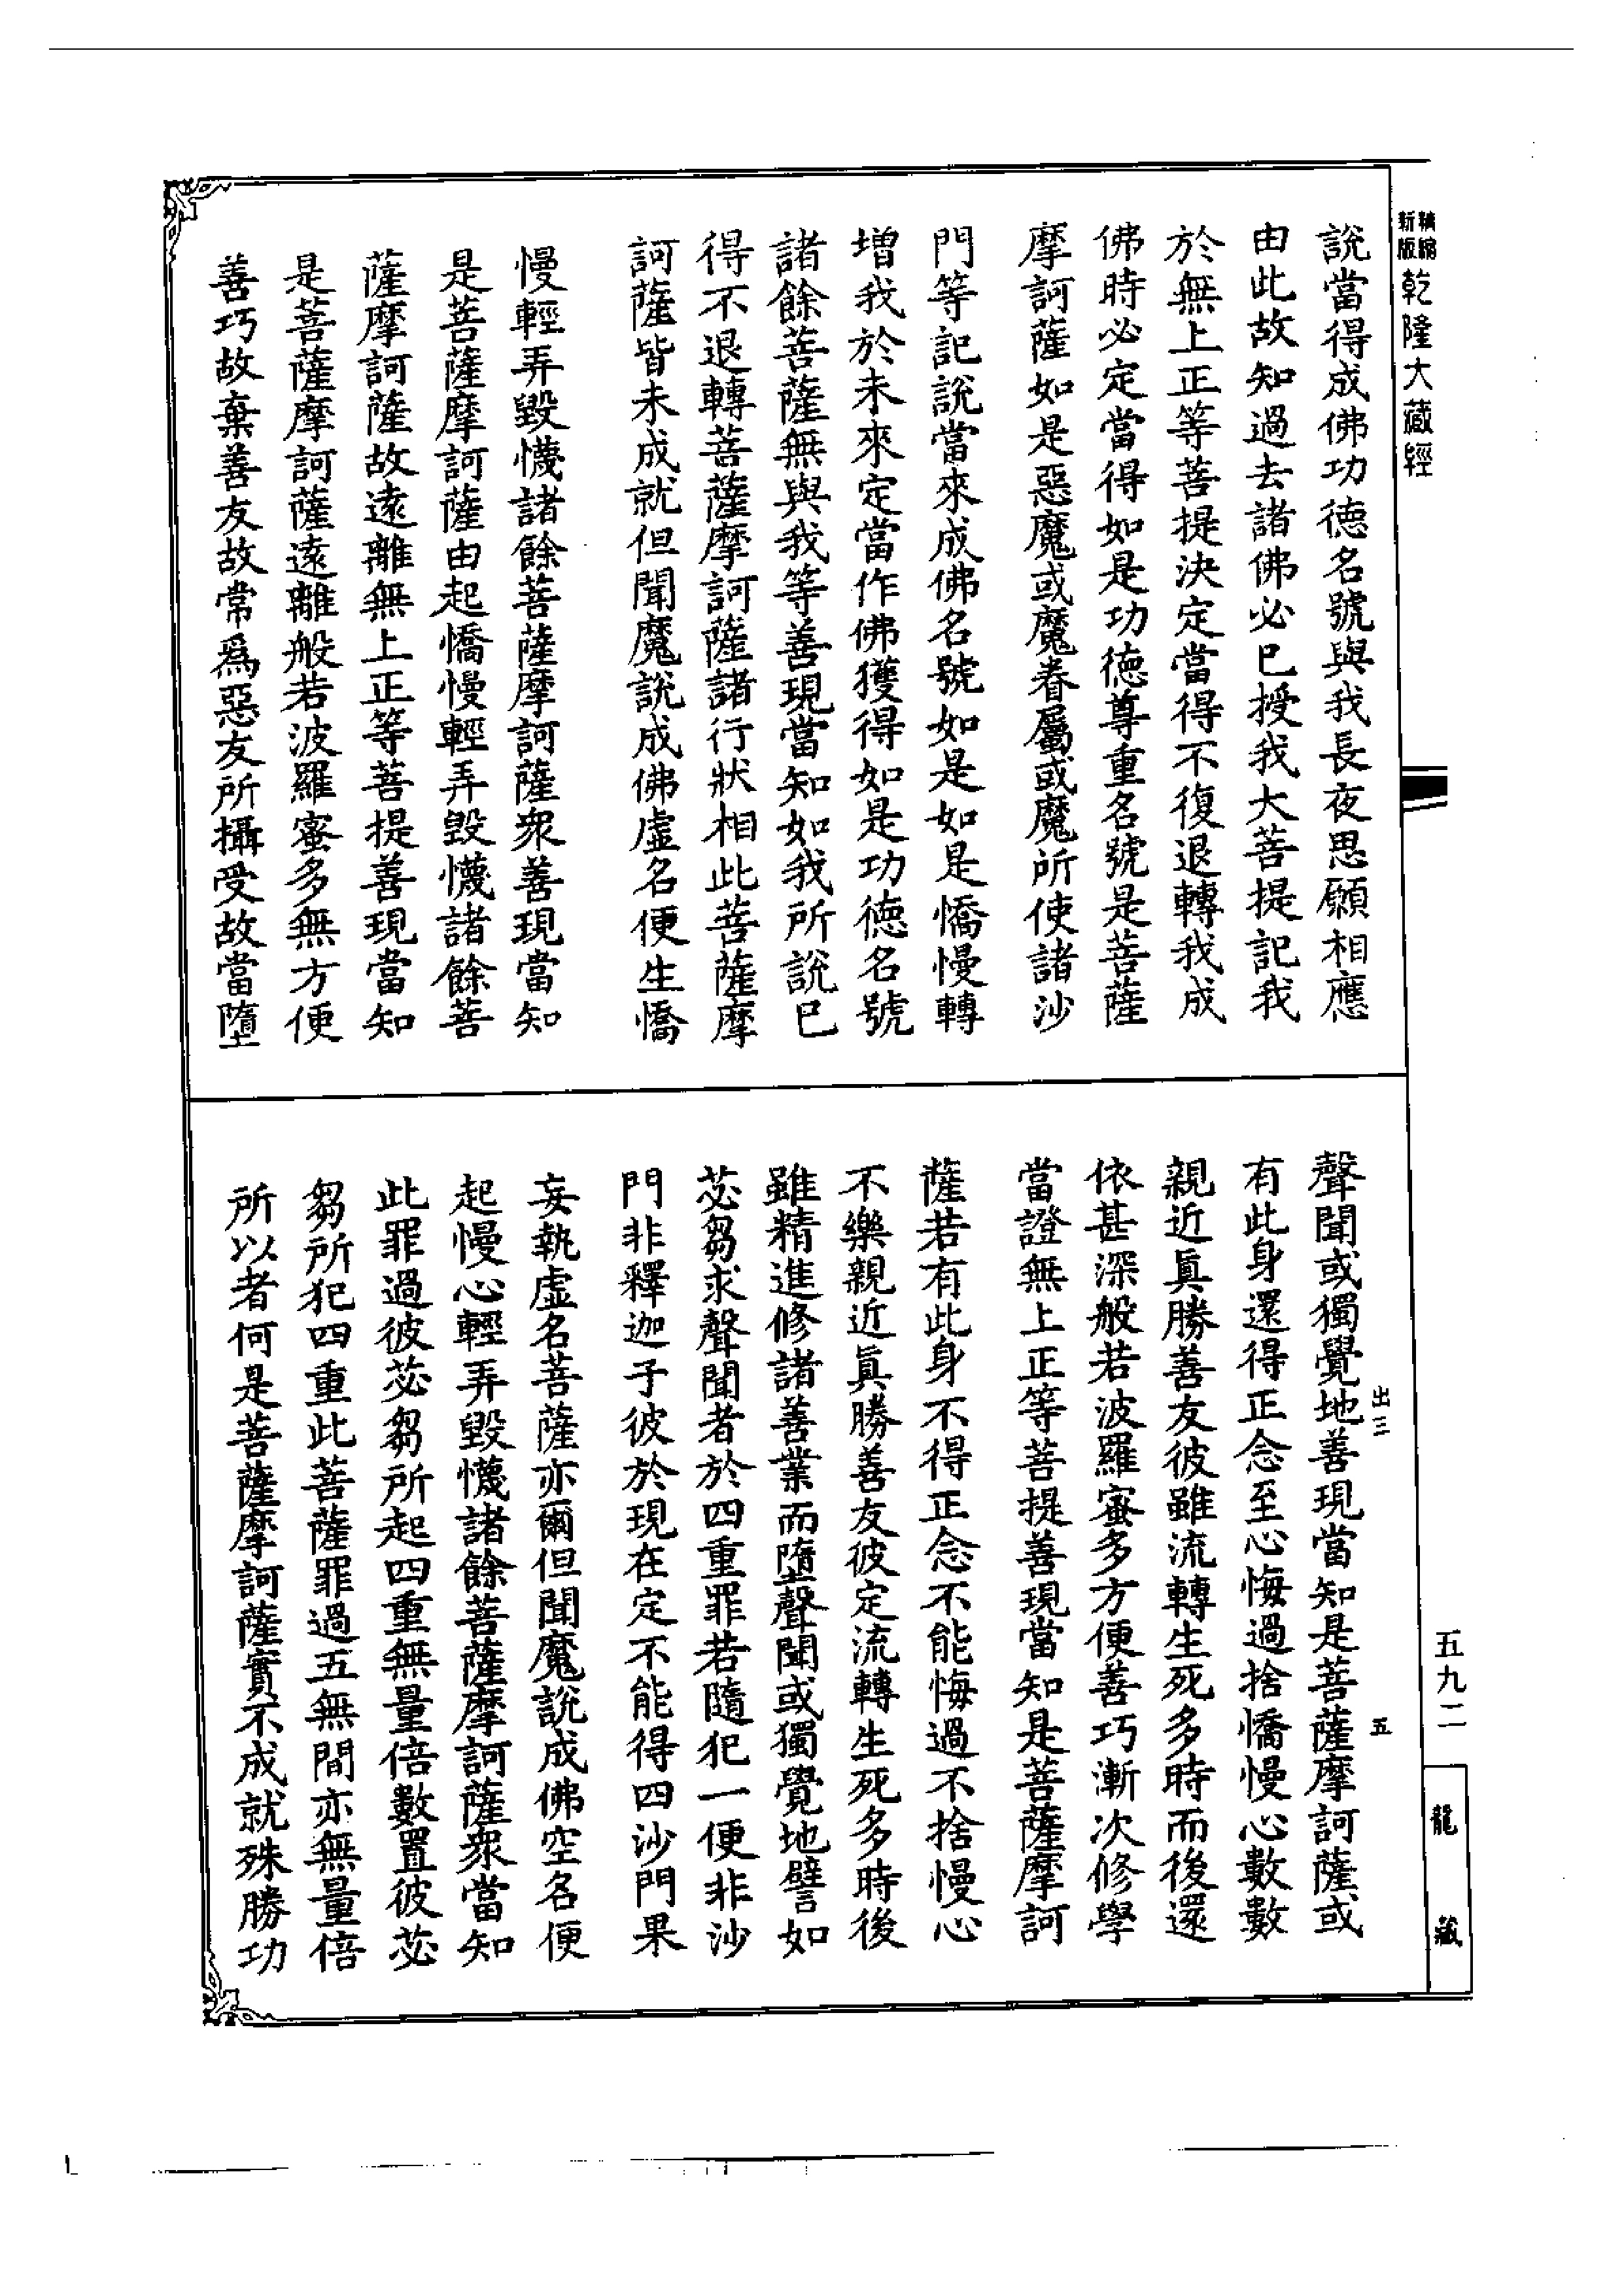 精縮新版乾隆大藏經
說當得成佛功德名號與我長夜思願相應
由此故知過去諸佛必已授我大菩提記我
於無上正等菩提決定當得不復退轉我成
佛時必定當得如是功德尊重名號是菩薩
摩訶薩如是惡魔或魔眷屬或魔所使諸沙
門等記說當來成佛名號如是如是憍慢轉
增我於未來定當作佛獲得如是功德名號
諸餘菩薩無與我等善現當知如我所說已
得不退轉菩薩摩訶薩諸行狀相此菩薩摩
訶薩皆未成就但聞魔說成佛虛名便生憍
慢輕弄毀懱諸餘菩薩摩訶薩眾善現當知
是菩薩摩訶薩由起憍慢輕弄毀懱諸餘菩
薩摩訶薩故遠離無上正等菩提善現當知
是菩薩摩訶薩遠離般若波羅蜜多無方便
善巧故棄善友故常爲惡友所攝受故當墮
聲聞或獨覺地善現當知是菩薩摩訶薩或
有此身還得正念至心悔過捨憍慢心數數
親近眞勝善友彼雖流轉生死多時而後還
依甚深般若波羅蜜多方便善巧漸次修學
當證無上正等菩提善現當知是菩薩摩訶
薩若有此身不得正念不能悔過不捨慢心
不樂親近眞勝善友彼定流轉生死多時後
雖精進修諸善業而墮聲聞或獨覺地譬如
苾芻求聲聞者於四重罪若隨犯一便非沙
門非釋迦子彼於現在定不能得四沙門果
妄執虛名菩薩亦爾但聞魔說成佛空名便
起慢心輕弄毀懱諸餘菩薩摩訶薩眾當知
此罪過彼苾芻所起四重無量倍數置彼苾
芻所犯四重此菩薩罪過五無間亦無量倍
所以者何是菩薩摩訶薩實不成就殊勝功
出三
五
五九二
龍藏